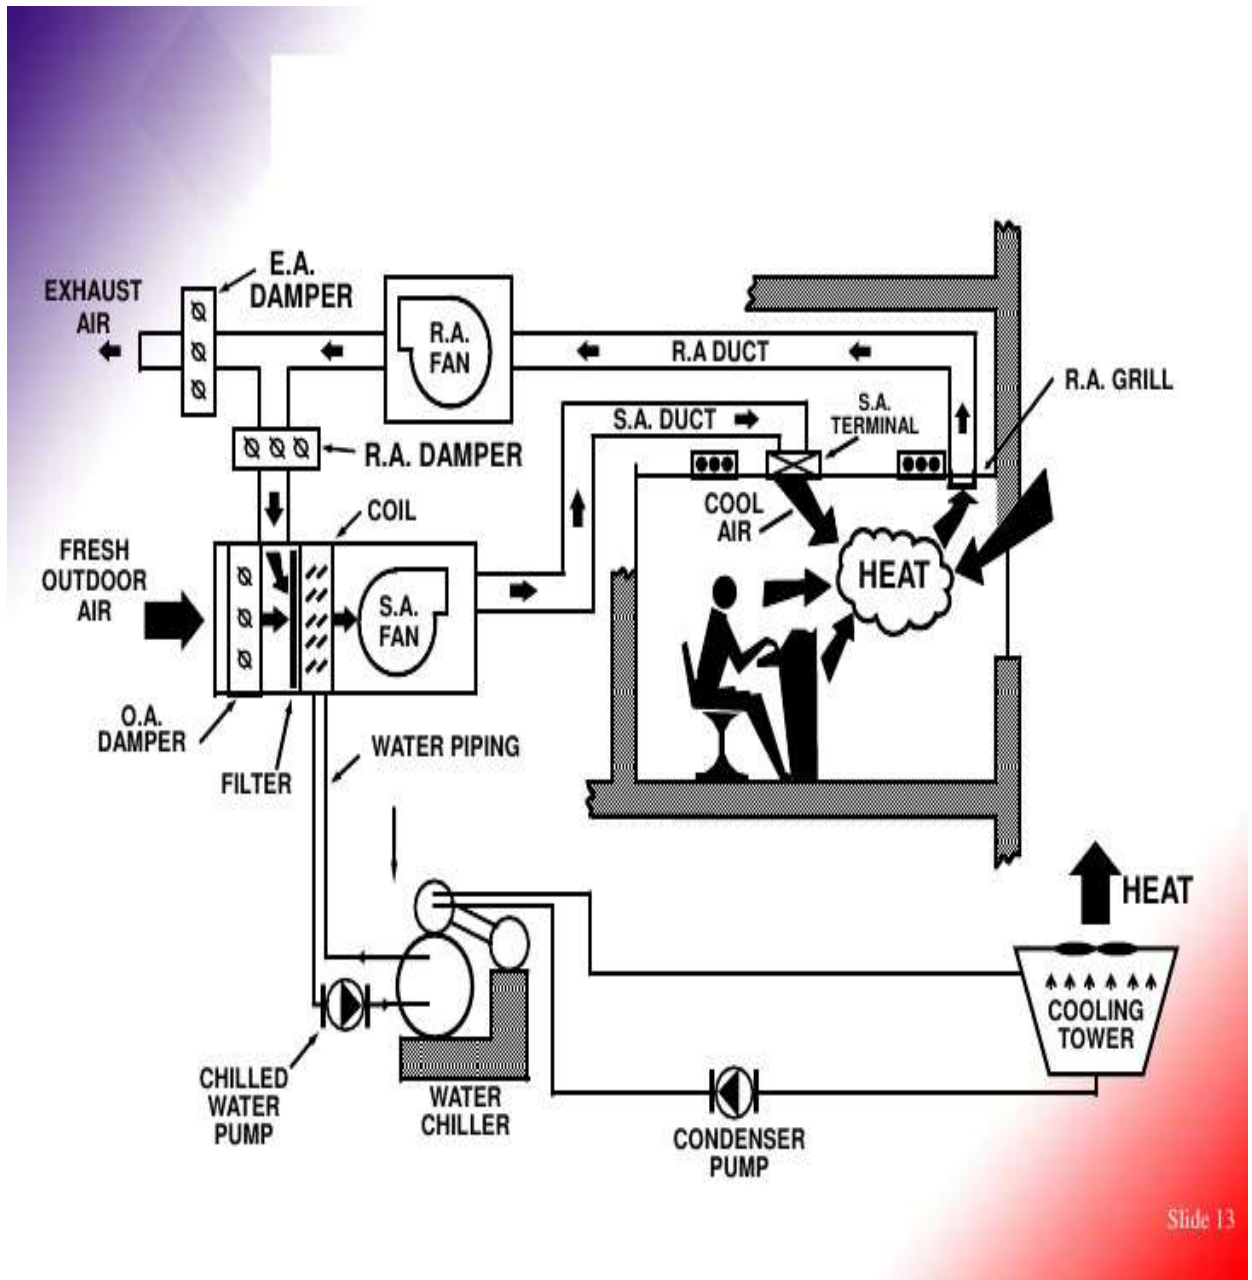 E.A.
DAMPER
EXHAUST
AIR
R.A.
FAN
R.A DUCT
R.A. GRILL
S.A. DUCT
S.A.
TERMINAL
R.A. DAMPER
COIL
COOL
AIR
FRESH
OUTDOOR
AIR
HEAT
S.A.
FAN
O.A.
DAMPER
WATER PIPING
FILTER
HEAT
COOLING
TOWER
CHILLED
WATER
PUMP
WATER
CHILLER
CONDENSER
PUMP
Slide 13